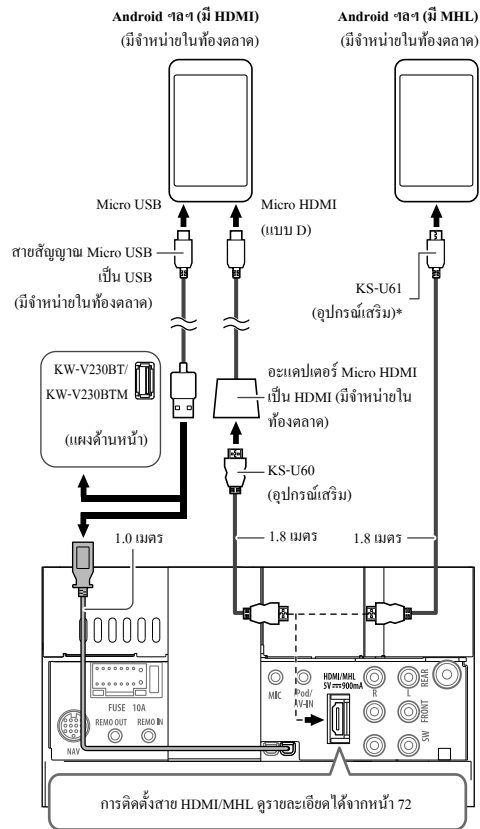 Android ฯลฯ (มี HDMI)
(มีจำหน่ายในท้องตลาด)
Android ฯลฯ (มี MHL)
(มีจำหน่ายในท้องตลาด)
Micro USB
Micro HDMI
(แบบ D)
สายสัญญาณ Micro USB
เป็น USB
(มีจำหน่ายในท้องตลาด)
KS-U61
(อุปกรณ์เสริม)*
KW-V230BT/
KW-V230BTM
(แผงด้านหน้า)
อะแดปเตอร์ Micro HDMI
เป็น HDMI (มีจำหน่ายใน
ท้องตลาด)
KS-U60
(อุปกรณ์เสริม)
1.0 เมตร
1.8 เมตร
1.8 เมตร
FUSE 10A
REMO OUT
REMO IN
NAV
MIC
iPod/
AV-IN
HDMI/MHL
5V⎓900mA
R
L
REAR
FRONT
SW
การติดตั้งสาย HDMI/MHL ดูรายละเอียดได้จากหน้า 72